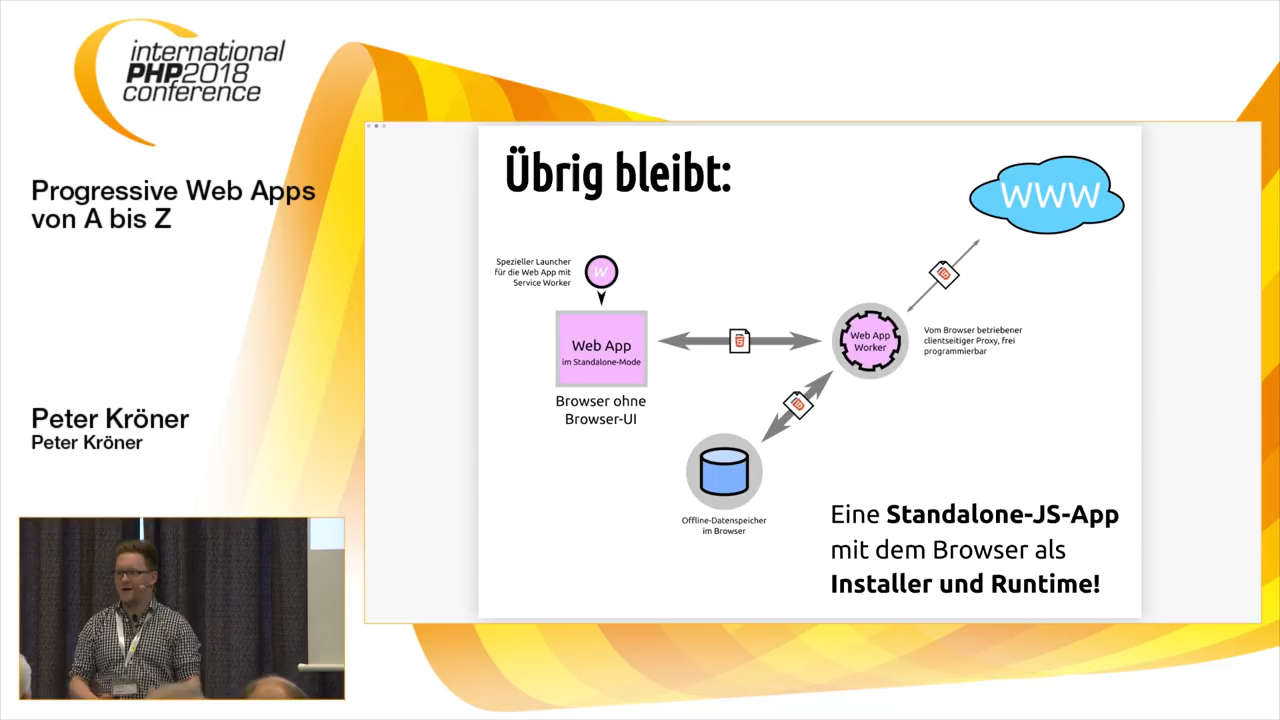 international
PHP2018
conference
Progressive Web Apps
von A bis Z
Peter Kröner
Peter Kröner
Übrig bleibt:
WWW
Spezieller Launcher
für die Web App mit
Service Worker
W
Web App
im Standalone-Mode
Browser ohne
Browser-UI
Web App
Worker
Vom Browser betriebener
clientseitiger Proxy, frei
programmierbar
Offline-Datenspeicher
im Browser
Eine Standalone-JS-App
mit dem Browser als
Installer und Runtime!